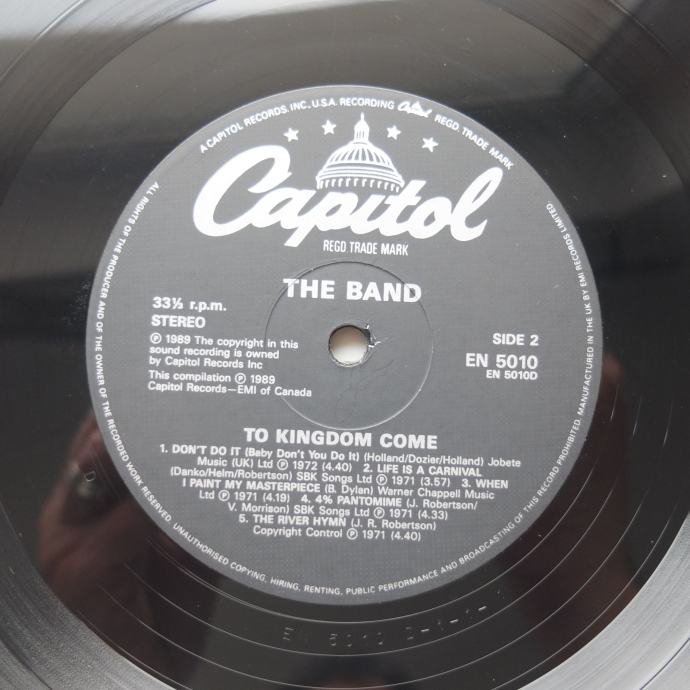 A CAPITOL RECORDS, INC. U.S.A. RECORDING Capitol REGD. TRADE MARK
Capitol
REGD. TRADE MARK
THE BAND
33⅓ r.p.m.
STEREO
℗ 1989 The copyright in this
sound recording is owned
by Capitol Records Inc
This compilation ℗ 1989
Capitol Records—EMI of Canada
SIDE 2
EN 5010
EN 5010D
TO KINGDOM COME
1. DON'T DO IT (Baby Don't You Do It) (Holland/Dozier/Holland) Jobete
Music (UK) Ltd ℗ 1972 (4.40) 2. LIFE IS A CARNIVAL
(Danko/Helm/Robertson) SBK Songs Ltd ℗ 1971 (3.57) 3. WHEN
I PAINT MY MASTERPIECE (B. Dylan) Warner Chappell Music
Ltd ℗ 1971 (4.19) 4. 4% PANTOMIME (J. Robertson/
V. Morrison) SBK Songs Ltd ℗ 1971 (4.33)
5. THE RIVER HYMN (J. R. Robertson)
Copyright Control ℗ 1971 (4.40)
ALL RIGHTS OF THE PRODUCER AND OF THE OWNER OF THE RECORDED WORK RESERVED. UNAUTHORISED COPYING, HIRING, RENTING, PUBLIC PERFORMANCE AND BROADCASTING OF THIS RECORD PROHIBITED. MANUFACTURED IN THE UK BY EMI RECORDS LIMITED.
EN 5010 D-1-1-1